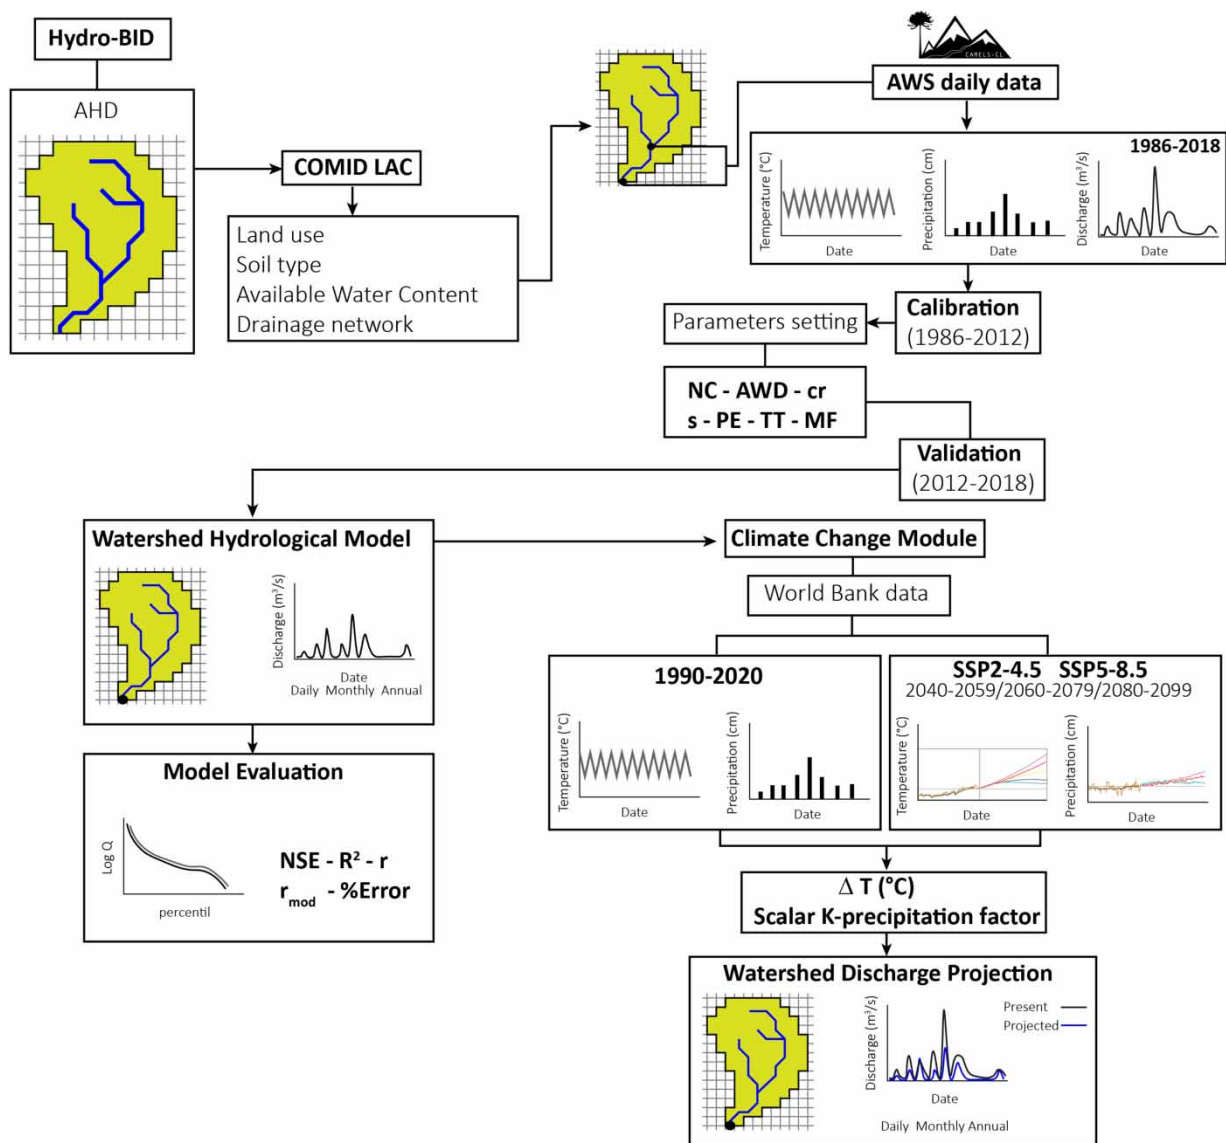 Hydro-BID
AHD
COMID LAC
Land use
Soil type
Available Water Content
Drainage network
CAMELS-CL
AWS daily data
1986-2018
Temperature (°C)
Date
Precipitation (cm)
Date
Discharge (m³/s)
Date
Calibration
(1986-2012)
Parameters setting
NC - AWD - cr
s - PE - TT - MF
Validation
(2012-2018)
Watershed Hydrological Model
Discharge (m³/s)
Date
Daily Monthly Annual
Climate Change Module
World Bank data
1990-2020
Temperature (°C)
Date
Precipitation (cm)
Date
SSP2-4.5 SSP5-8.5
2040-2059/2060-2079/2080-2099
Temperature (°C)
Date
Precipitation (cm)
Date
Model Evaluation
Log Q
percentil
NSE - R² - r
r mod - %Error
Δ T (°C)
Scalar K-precipitation factor
Watershed Discharge Projection
Discharge (m³/s)
Present
Projected
Date
Daily Monthly Annual